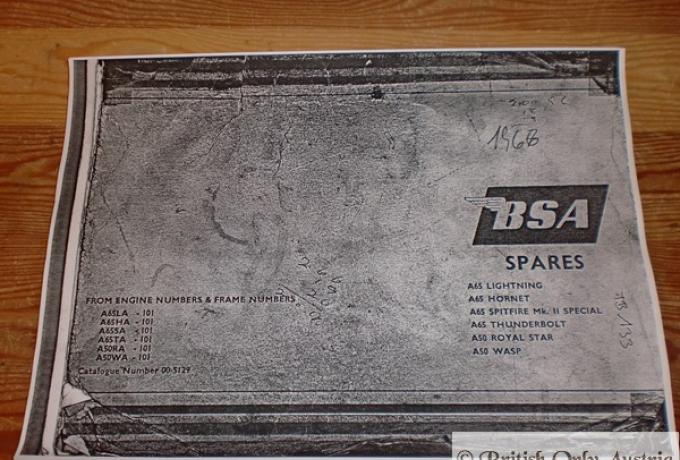 1968
BSA
SPARES
A65 LIGHTNING
A65 HORNET
A65 SPITFIRE Mk. II SPECIAL
A65 THUNDERBOLT
A50 ROYAL STAR
A50 WASP
FROM ENGINE NUMBERS & FRAME NUMBERS
A65LA - 101
A65HA - 101
A65SA - 101
A65TA - 101
A50RA - 101
A50WA - 101
Catalogue Number 00-5129
© British Only Austria